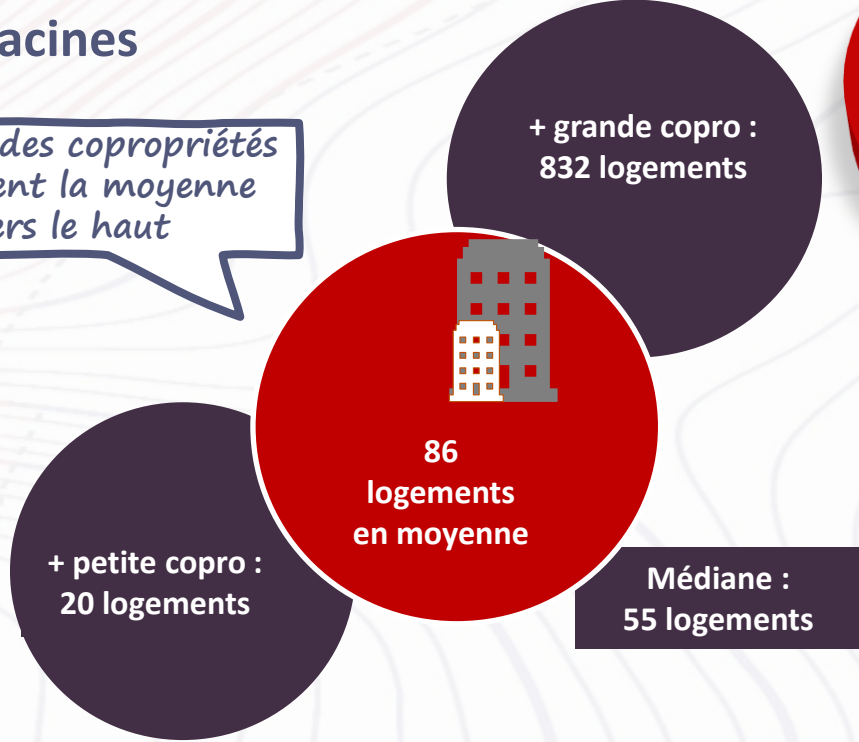 acines
des copropriétés
ent la moyenne
ers le haut
+ grande copro :
832 logements
86
logements
en moyenne
+ petite copro :
20 logements
Médiane :
55 logements